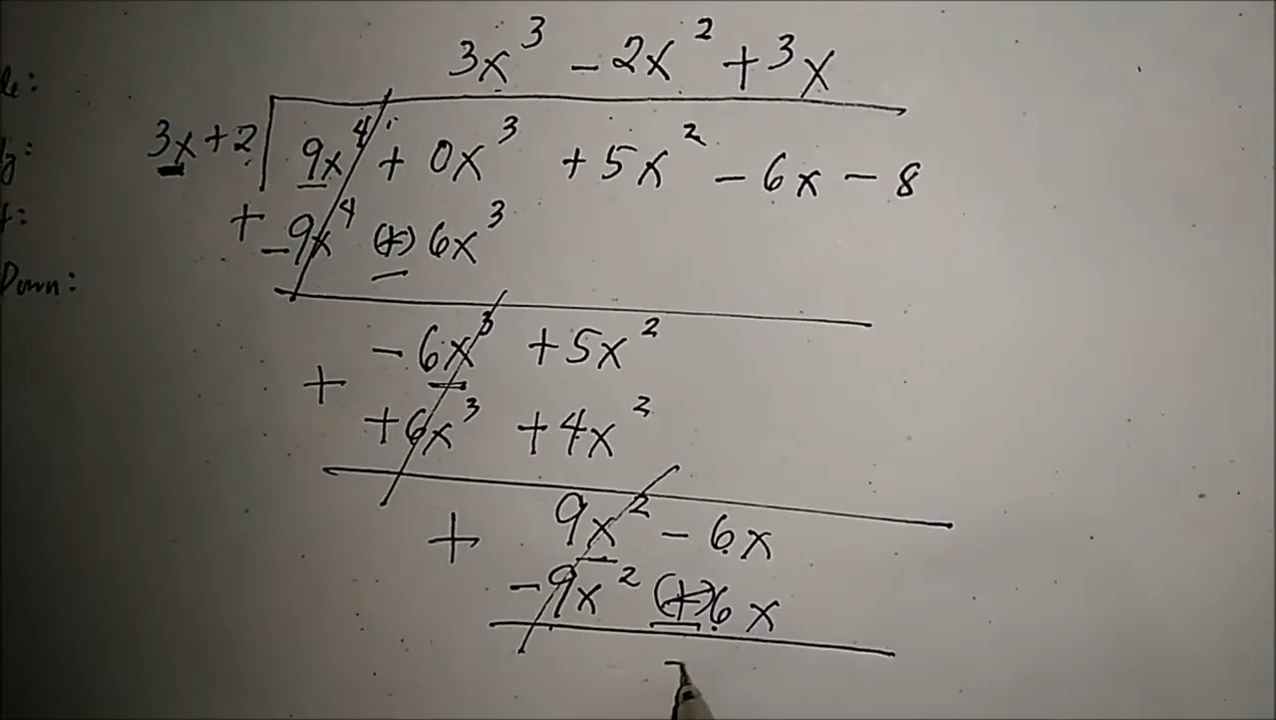 3x³ - 2x² + 3x
3x + 2 9x⁴ + 0x³ + 5x² - 6x - 8
+ -9x⁴ (+) 6x³
- 6x³ + 5x²
+
+ 6x³ + 4x²
+ 9x² - 6x
- 9x² (+) 6x
-
Down: